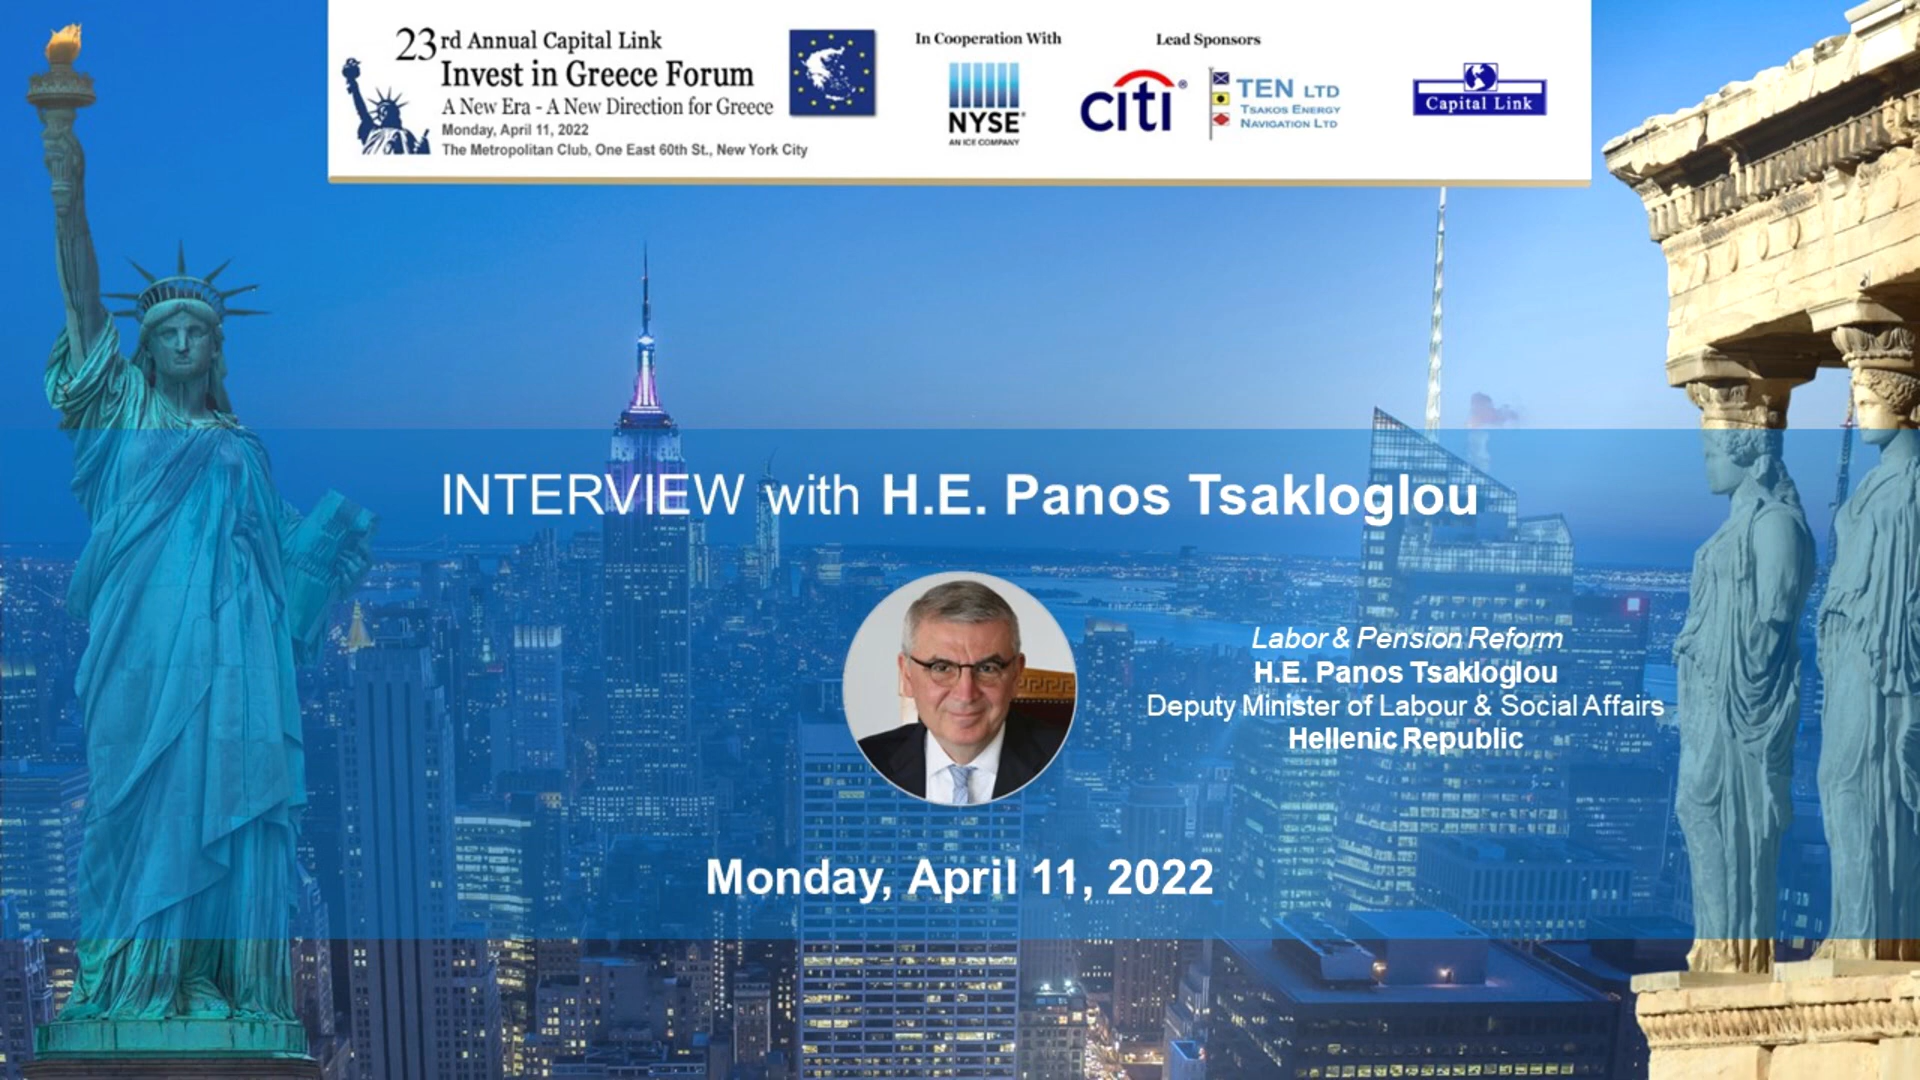 23rd Annual Capital Link
Invest in Greece Forum
A New Era - A New Direction for Greece
Monday, April 11, 2022
The Metropolitan Club, One East 60th St., New York City
In Cooperation With
NYSE®
AN ICE COMPANY
Lead Sponsors
citi®
TEN LTD
TSAKOS ENERGY
NAVIGATION LTD
Capital Link
INTERVIEW with H.E. Panos Tsakloglou
Labor & Pension Reform
H.E. Panos Tsakloglou
Deputy Minister of Labour & Social Affairs
Hellenic Republic
Monday, April 11, 2022